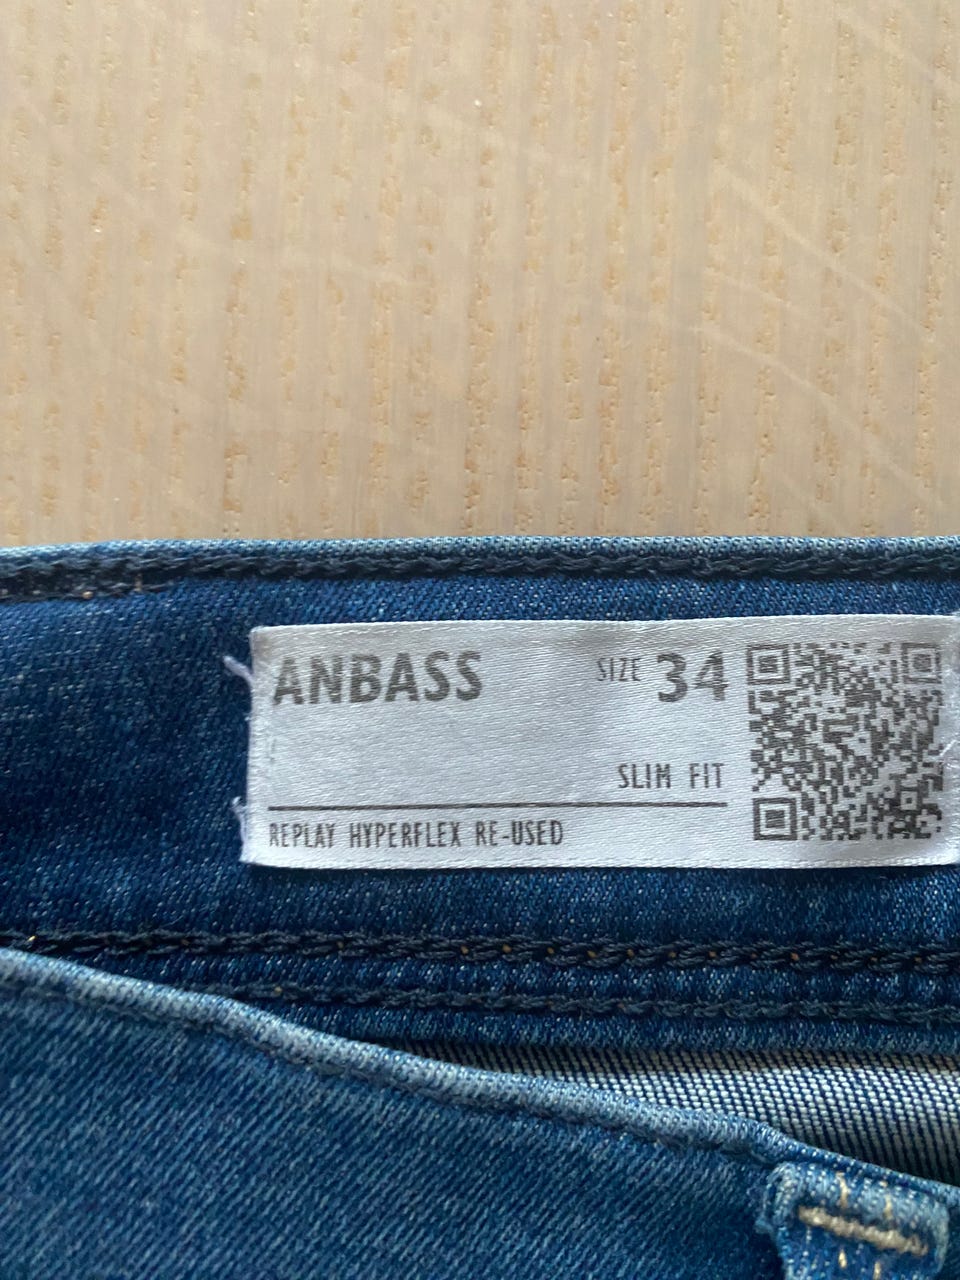 ANBASS SIZE 34
SLIM FIT
REPLAY HYPERFLEX RE-USED